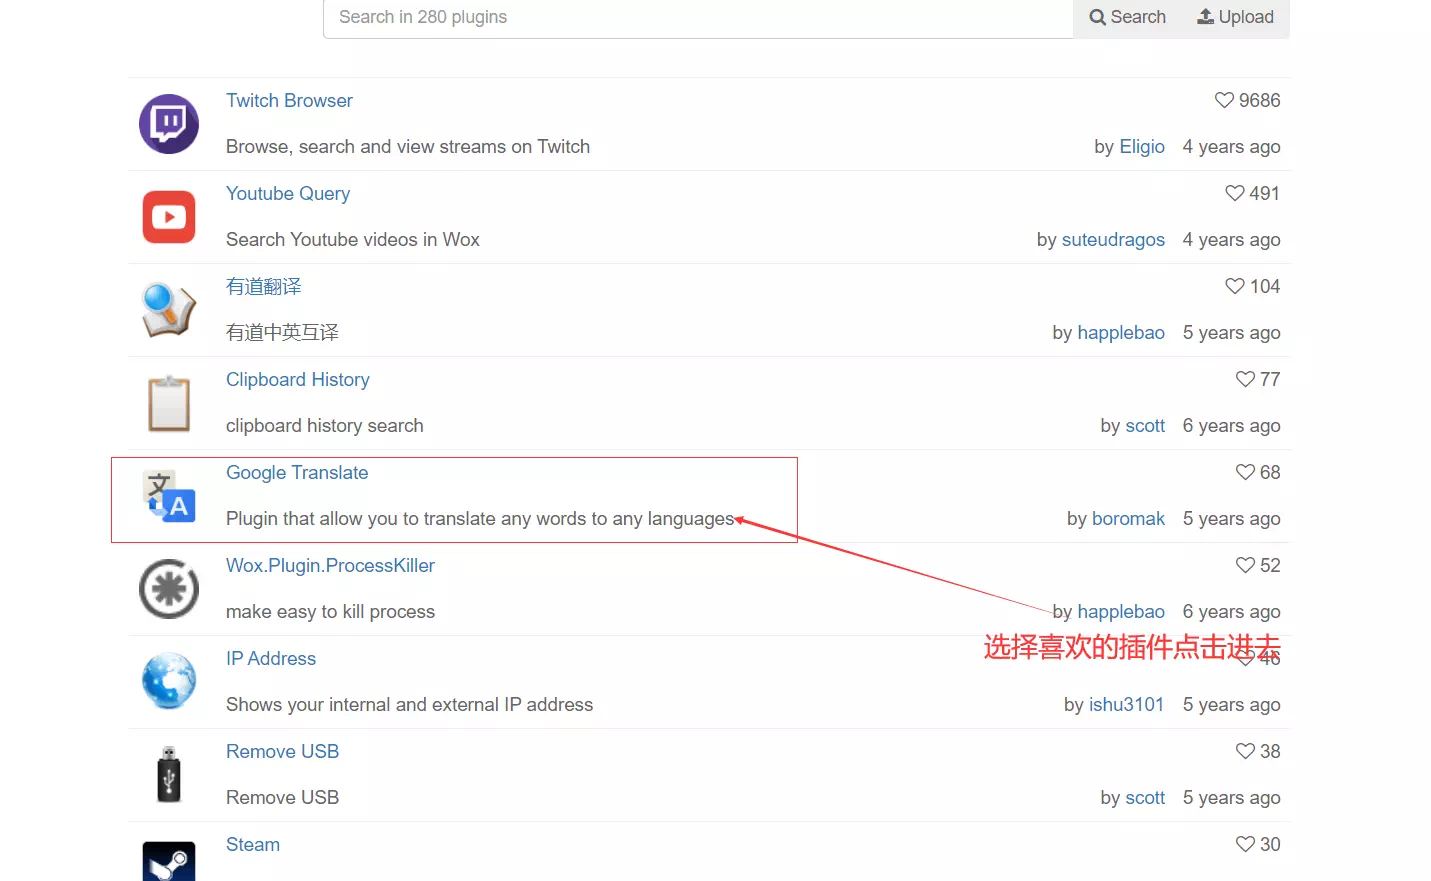 Search in 280 plugins
Search
Upload
Twitch Browser
9686
Browse, search and view streams on Twitch
by Eligio 4 years ago
Youtube Query
491
Search Youtube videos in Wox
by suteudragos 4 years ago
有道翻译
104
有道中英互译
by happlebao 5 years ago
Clipboard History
77
clipboard history search
by scott 6 years ago
文
A
Google Translate
68
Plugin that allow you to translate any words to any languages
by boromak 5 years ago
Wox.Plugin.ProcessKiller
52
make easy to kill process
by happlebao 6 years ago
选择喜欢的插件点击进去
IP Address
46
Shows your internal and external IP address
by ishu3101 5 years ago
Remove USB
38
Remove USB
by scott 5 years ago
Steam
30